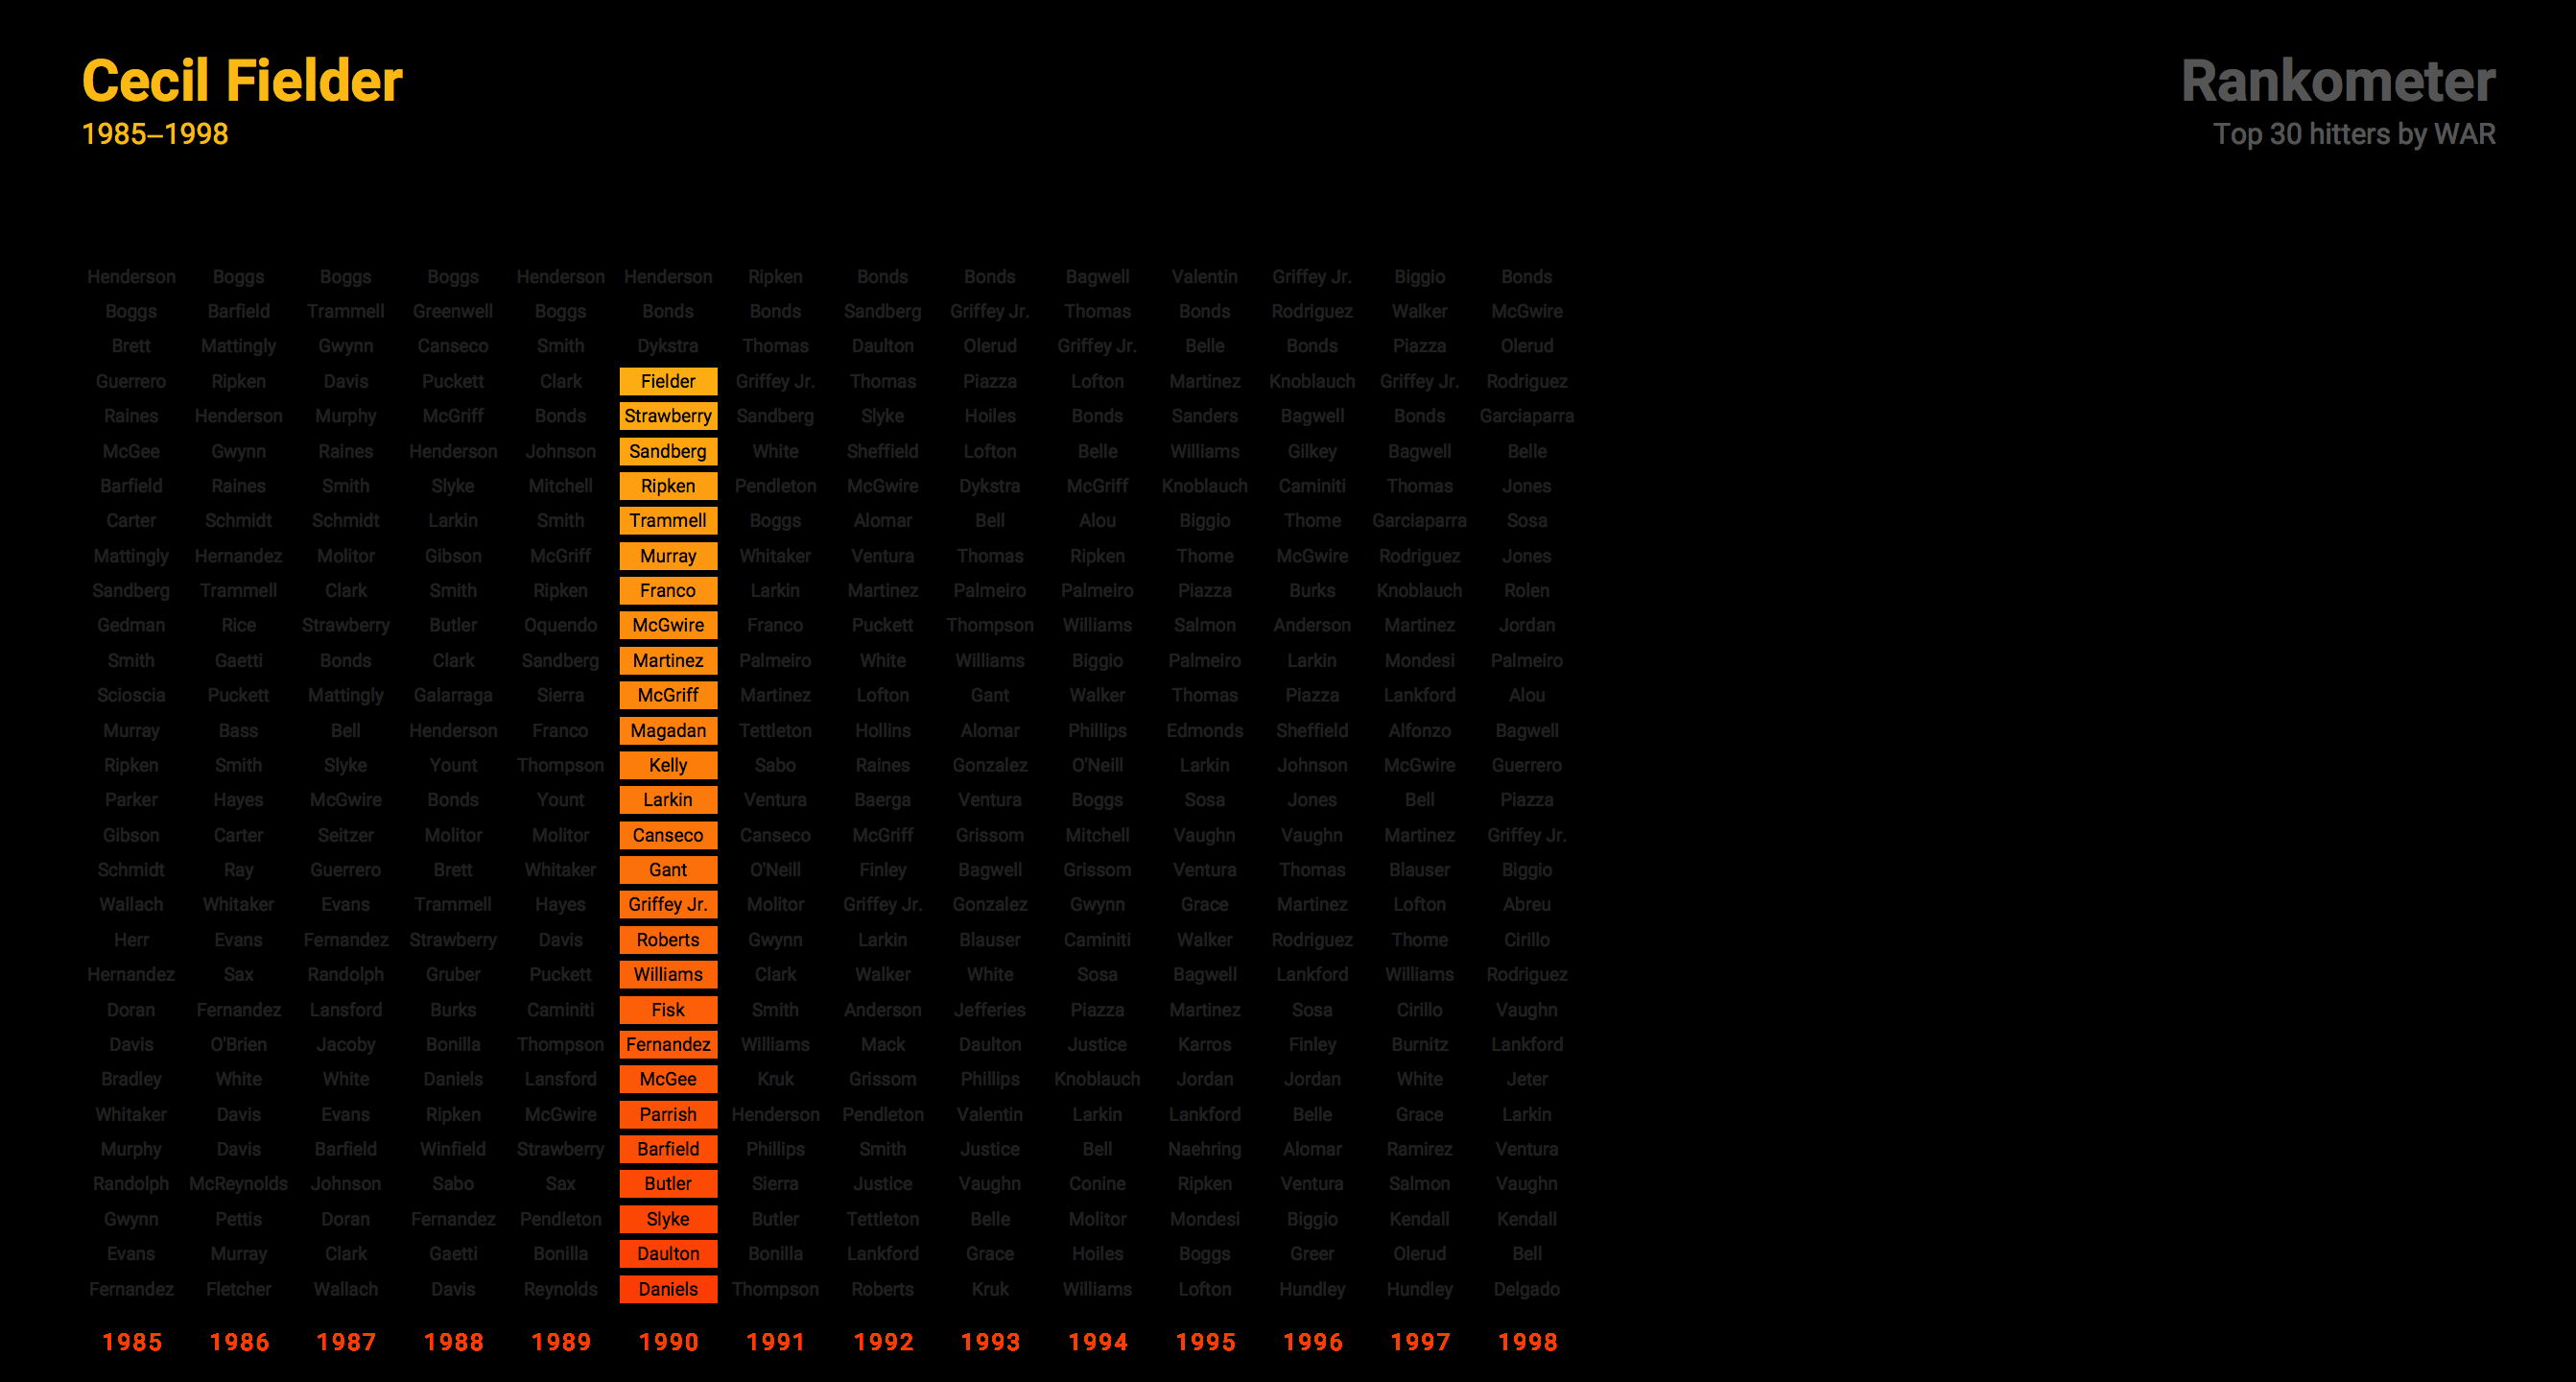 Cecil Fielder
1985–1998
Rankometer
Top 30 hitters by WAR
Henderson Boggs Boggs Boggs Henderson Henderson Ripken Bonds Bonds Bagwell Valentin Griffey Jr. Biggio Bonds
Boggs Barfield Trammell Greenwell Boggs Bonds Bonds Sandberg Griffey Jr. Thomas Bonds Rodriguez Walker McGwire
Brett Mattingly Gwynn Canseco Smith Dykstra Thomas Daulton Olerud Griffey Jr. Belle Bonds Piazza Olerud
Guerrero Ripken Davis Puckett Clark Fielder Griffey Jr. Thomas Piazza Lofton Martinez Knoblauch Griffey Jr. Rodriguez
Raines Henderson Murphy McGriff Bonds Strawberry Sandberg Slyke Hoiles Bonds Sanders Bagwell Bonds Garciaparra
McGee Gwynn Raines Henderson Johnson Sandberg White Sheffield Lofton Belle Williams Gilkey Bagwell Belle
Barfield Raines Smith Slyke Mitchell Ripken Pendleton McGwire Dykstra McGriff Knoblauch Caminiti Thomas Jones
Carter Schmidt Schmidt Larkin Smith Trammell Boggs Alomar Bell Alou Biggio Thome Garciaparra Sosa
Mattingly Hernandez Molitor Gibson McGriff Murray Whitaker Ventura Thomas Ripken Thome McGwire Rodriguez Jones
Sandberg Trammell Clark Smith Ripken Franco Larkin Martinez Palmeiro Palmeiro Piazza Burks Knoblauch Rolen
Gedman Rice Strawberry Butler Oquendo McGwire Franco Puckett Thompson Williams Salmon Anderson Martinez Jordan
Smith Gaetti Bonds Clark Sandberg Martinez Palmeiro White Williams Biggio Palmeiro Larkin Mondesi Palmeiro
Scioscia Puckett Mattingly Galarraga Sierra McGriff Martinez Lofton Gant Walker Thomas Piazza Lankford Alou
Murray Bass Bell Henderson Franco Magadan Tettleton Hollins Alomar Phillips Edmonds Sheffield Alfonzo Bagwell
Ripken Smith Slyke Yount Thompson Kelly Sabo Raines Gonzalez O'Neill Larkin Johnson McGwire Guerrero
Parker Hayes McGwire Bonds Yount Larkin Ventura Baerga Ventura Boggs Sosa Jones Bell Piazza
Gibson Carter Seitzer Molitor Molitor Canseco Canseco McGriff Grissom Mitchell Vaughn Vaughn Martinez Griffey Jr.
Schmidt Ray Guerrero Brett Whitaker Gant O'Neill Finley Bagwell Grissom Ventura Thomas Blauser Biggio
Wallach Whitaker Evans Trammell Hayes Griffey Jr. Molitor Griffey Jr. Gonzalez Gwynn Grace Martinez Lofton Abreu
Herr Evans Fernandez Strawberry Davis Roberts Gwynn Larkin Blauser Caminiti Walker Rodriguez Thome Cirillo
Hernandez Sax Randolph Gruber Puckett Williams Clark Walker White Sosa Bagwell Lankford Williams Rodriguez
Doran Fernandez Lansford Burks Caminiti Fisk Smith Anderson Jefferies Piazza Martinez Sosa Cirillo Vaughn
Davis O'Brien Jacoby Bonilla Thompson Fernandez Williams Mack Daulton Justice Karros Finley Burnitz Lankford
Bradley White White Daniels Lansford McGee Kruk Grissom Phillips Knoblauch Jordan Jordan White Jeter
Whitaker Davis Evans Ripken McGwire Parrish Henderson Pendleton Valentin Larkin Lankford Belle Grace Larkin
Murphy Davis Barfield Winfield Strawberry Barfield Phillips Smith Justice Bell Naehring Alomar Ramirez Ventura
Randolph McReynolds Johnson Sabo Sax Butler Sierra Justice Vaughn Conine Ripken Ventura Salmon Vaughn
Gwynn Pettis Doran Fernandez Pendleton Slyke Butler Tettleton Belle Molitor Mondesi Biggio Kendall Kendall
Evans Murray Clark Gaetti Bonilla Daulton Bonilla Lankford Grace Hoiles Boggs Greer Olerud Bell
Fernandez Fletcher Wallach Davis Reynolds Daniels Thompson Roberts Kruk Williams Lofton Hundley Hundley Delgado
1985 1986 1987 1988 1989 1990 1991 1992 1993 1994 1995 1996 1997 1998